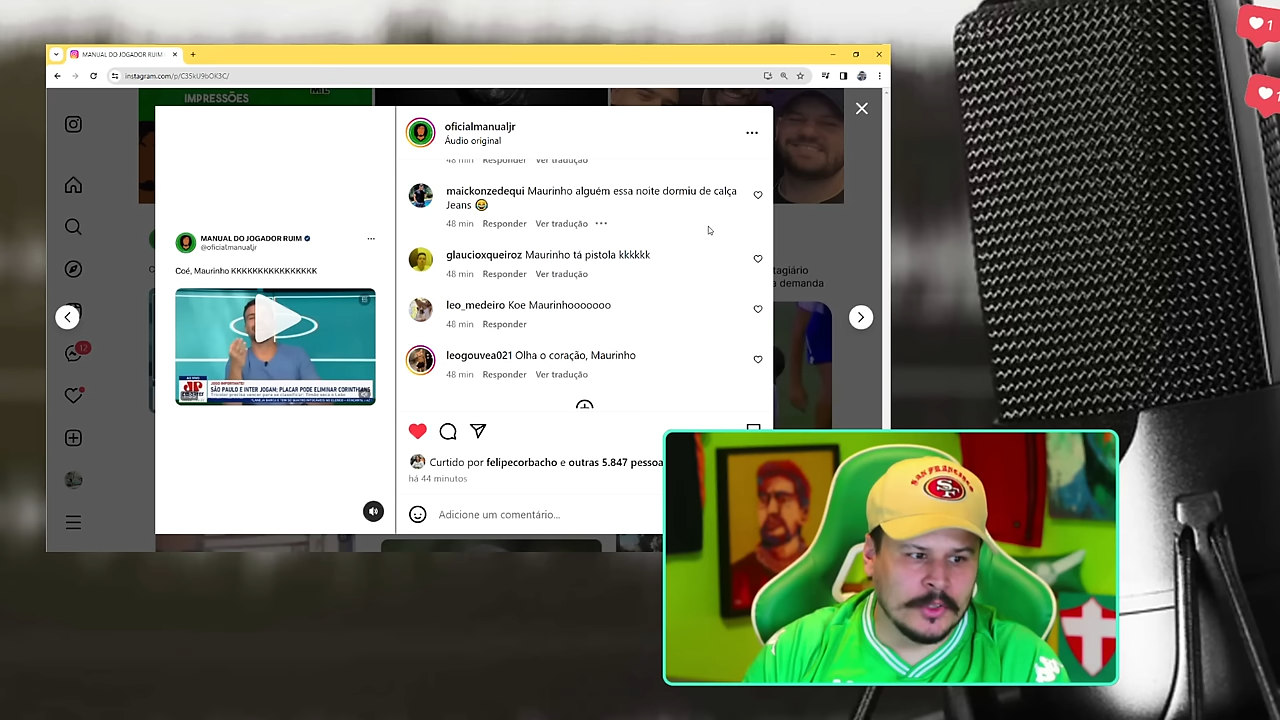 MANUAL DO JOGADOR RUIM
instagram.com/p/C35kU9bOK3C/
IMPRESSÕES
oficialmanualjr
Áudio original
48 min Responder Ver tradução
maickonzedequi Maurinho alguém essa noite dormiu de calça
Jeans 😂
48 min Responder Ver tradução
glaucioxqueiroz Maurinho tá pistola kkkkkk
48 min Responder Ver tradução
leo_medeiro Koe Maurinhooooooo
48 min Responder
leogouvea021 Olha o coração, Maurinho
48 min Responder Ver tradução
Curtido por felipecorbacho e outras 5.847 pessoa
há 44 minutos
Adicione um comentário...
MANUAL DO JOGADOR RUIM
@oficialmanualjr
Coé, Maurinho KKKKKKKKKKKKKKKK
JP
SÃO PAULO E INTER JOGAM: PLACAR PODE ELIMINAR CORINTHIANS
tagiário
a demanda
12
1
1
SAN FRANCISCO
SF